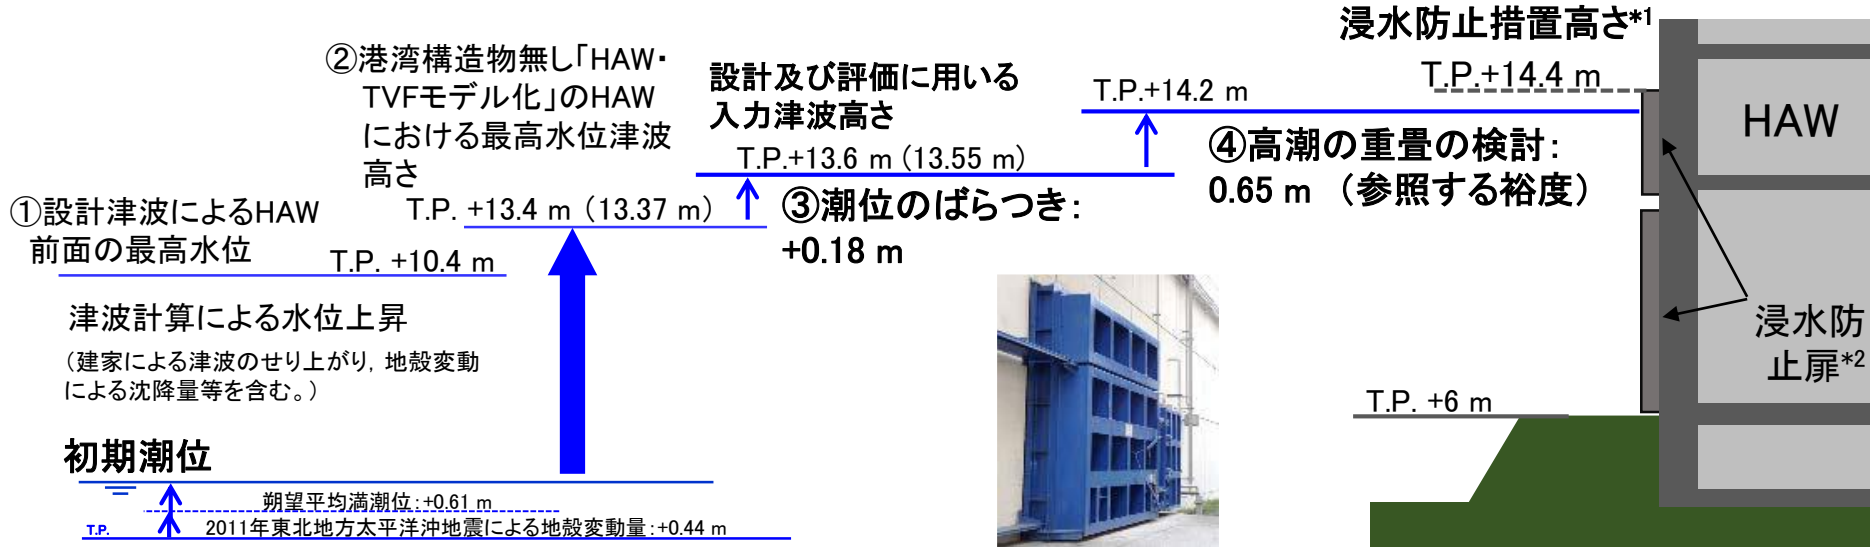 浸水防止措置高さ*1
②港湾構造物無し「HAW・
TVFモデル化」のHAW
における最高水位津波
高さ
設計及び評価に用いる
入力津波高さ
T.P.+14.2 m
T.P.+14.4 m
HAW
T.P.+13.6 m (13.55 m)
④高潮の重畳の検討:
0.65 m （参照する裕度）
①設計津波によるHAW
前面の最高水位
T.P. +13.4 m (13.37 m)
③潮位のばらつき:
+0.18 m
T.P. +10.4 m
津波計算による水位上昇
（建家による津波のせり上がり, 地殻変動
による沈降量等を含む。）
浸水防
止扉*2
T.P. +6 m
初期潮位
朔望平均満潮位:+0.61 m
T.P.
2011年東北地方太平洋沖地震による地殻変動量:+0.44 m